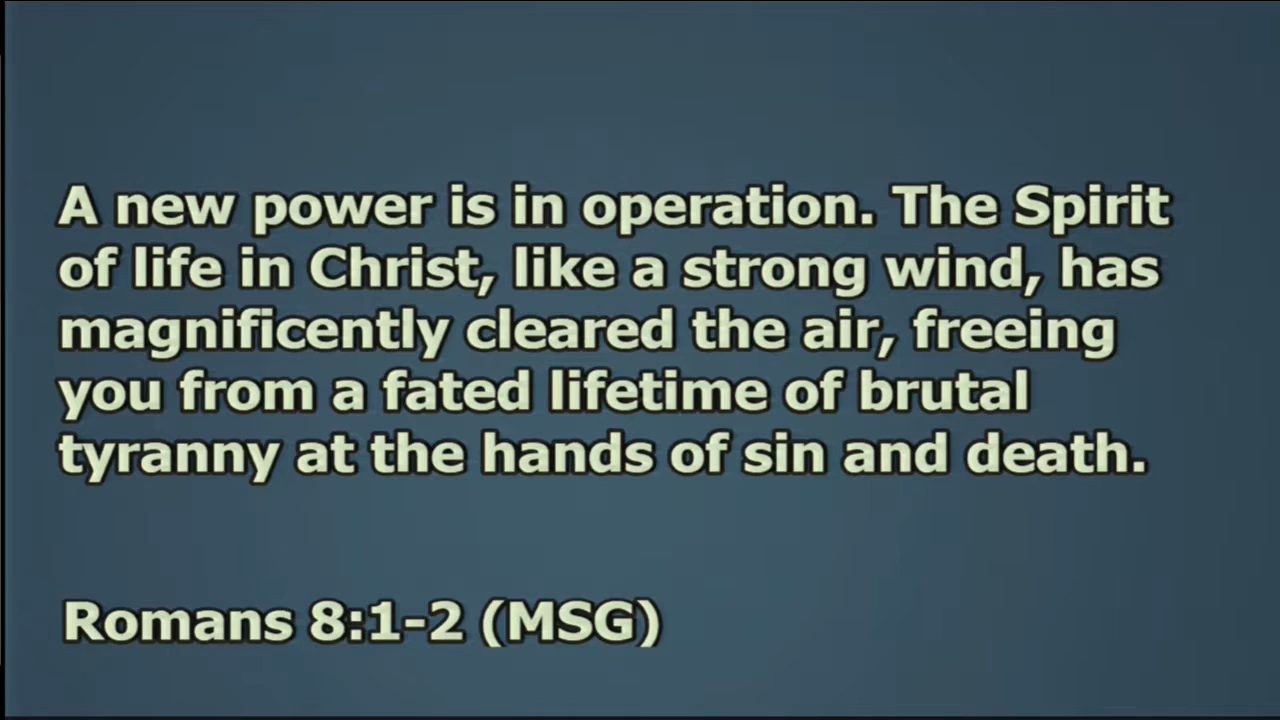 A new power is in operation. The Spirit
of life in Christ, like a strong wind, has
magnificently cleared the air, freeing
you from a fated lifetime of brutal
tyranny at the hands of sin and death.
Romans 8:1-2 (MSG)